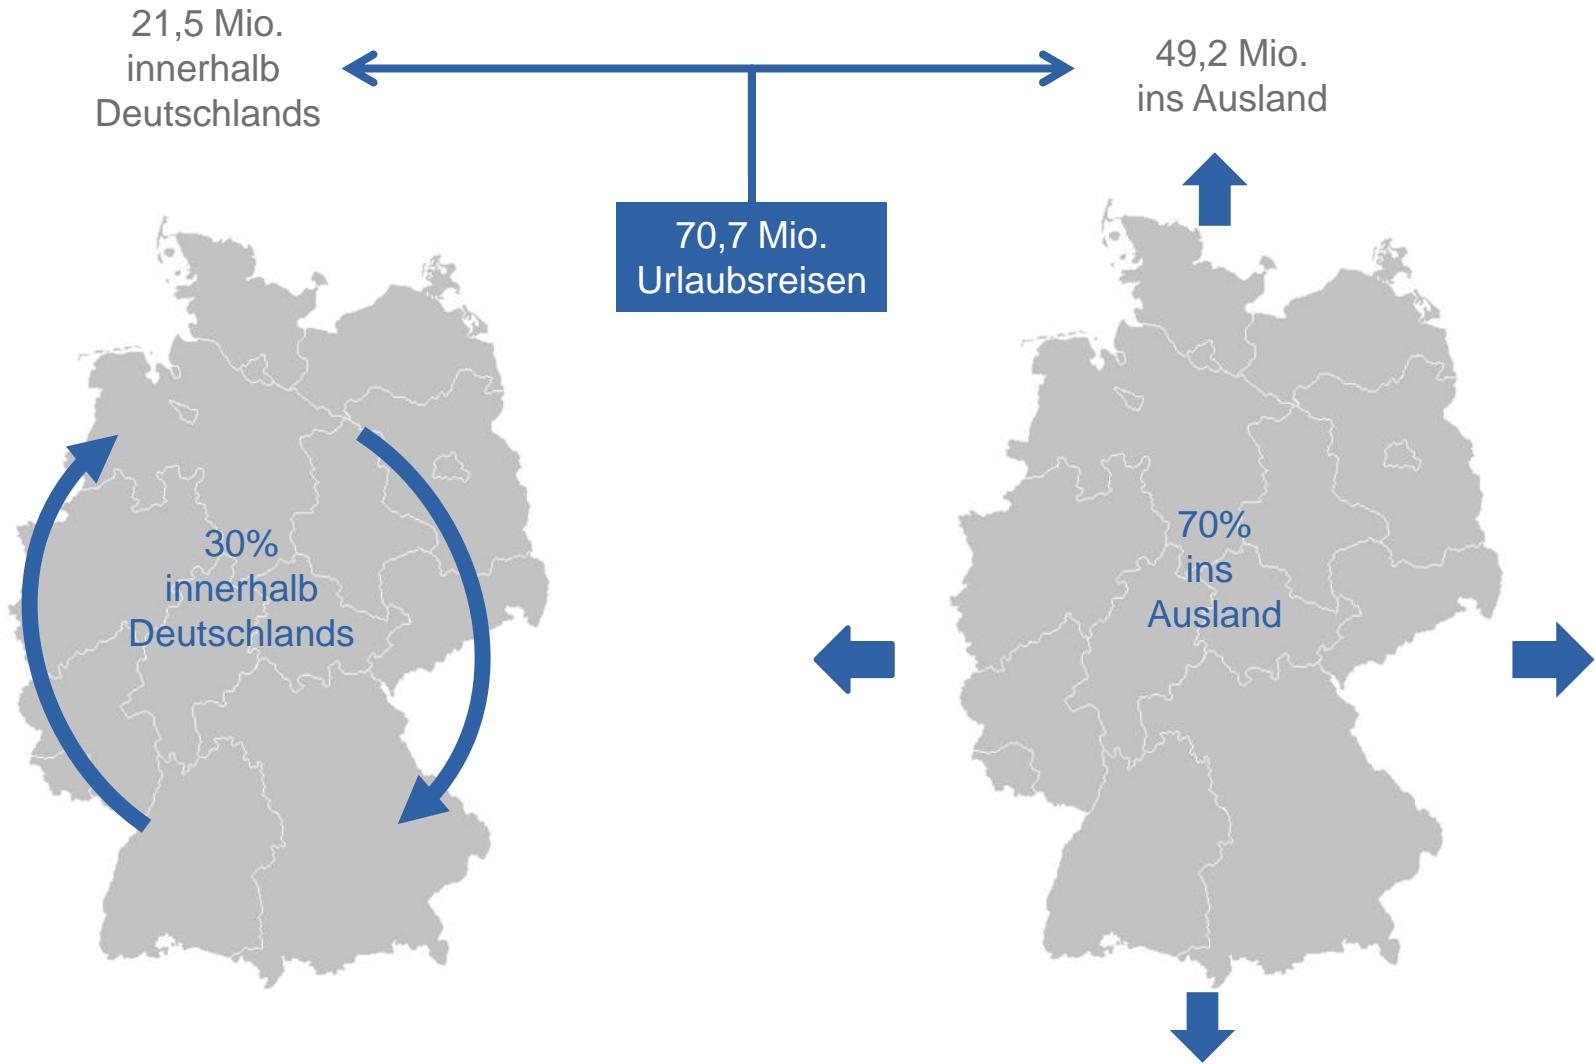 21,5 Mio.
innerhalb
Deutschlands
49,2 Mio.
ins Ausland
70,7 Mio.
Urlaubsreisen
30%
innerhalb
Deutschlands
70%
ins
Ausland